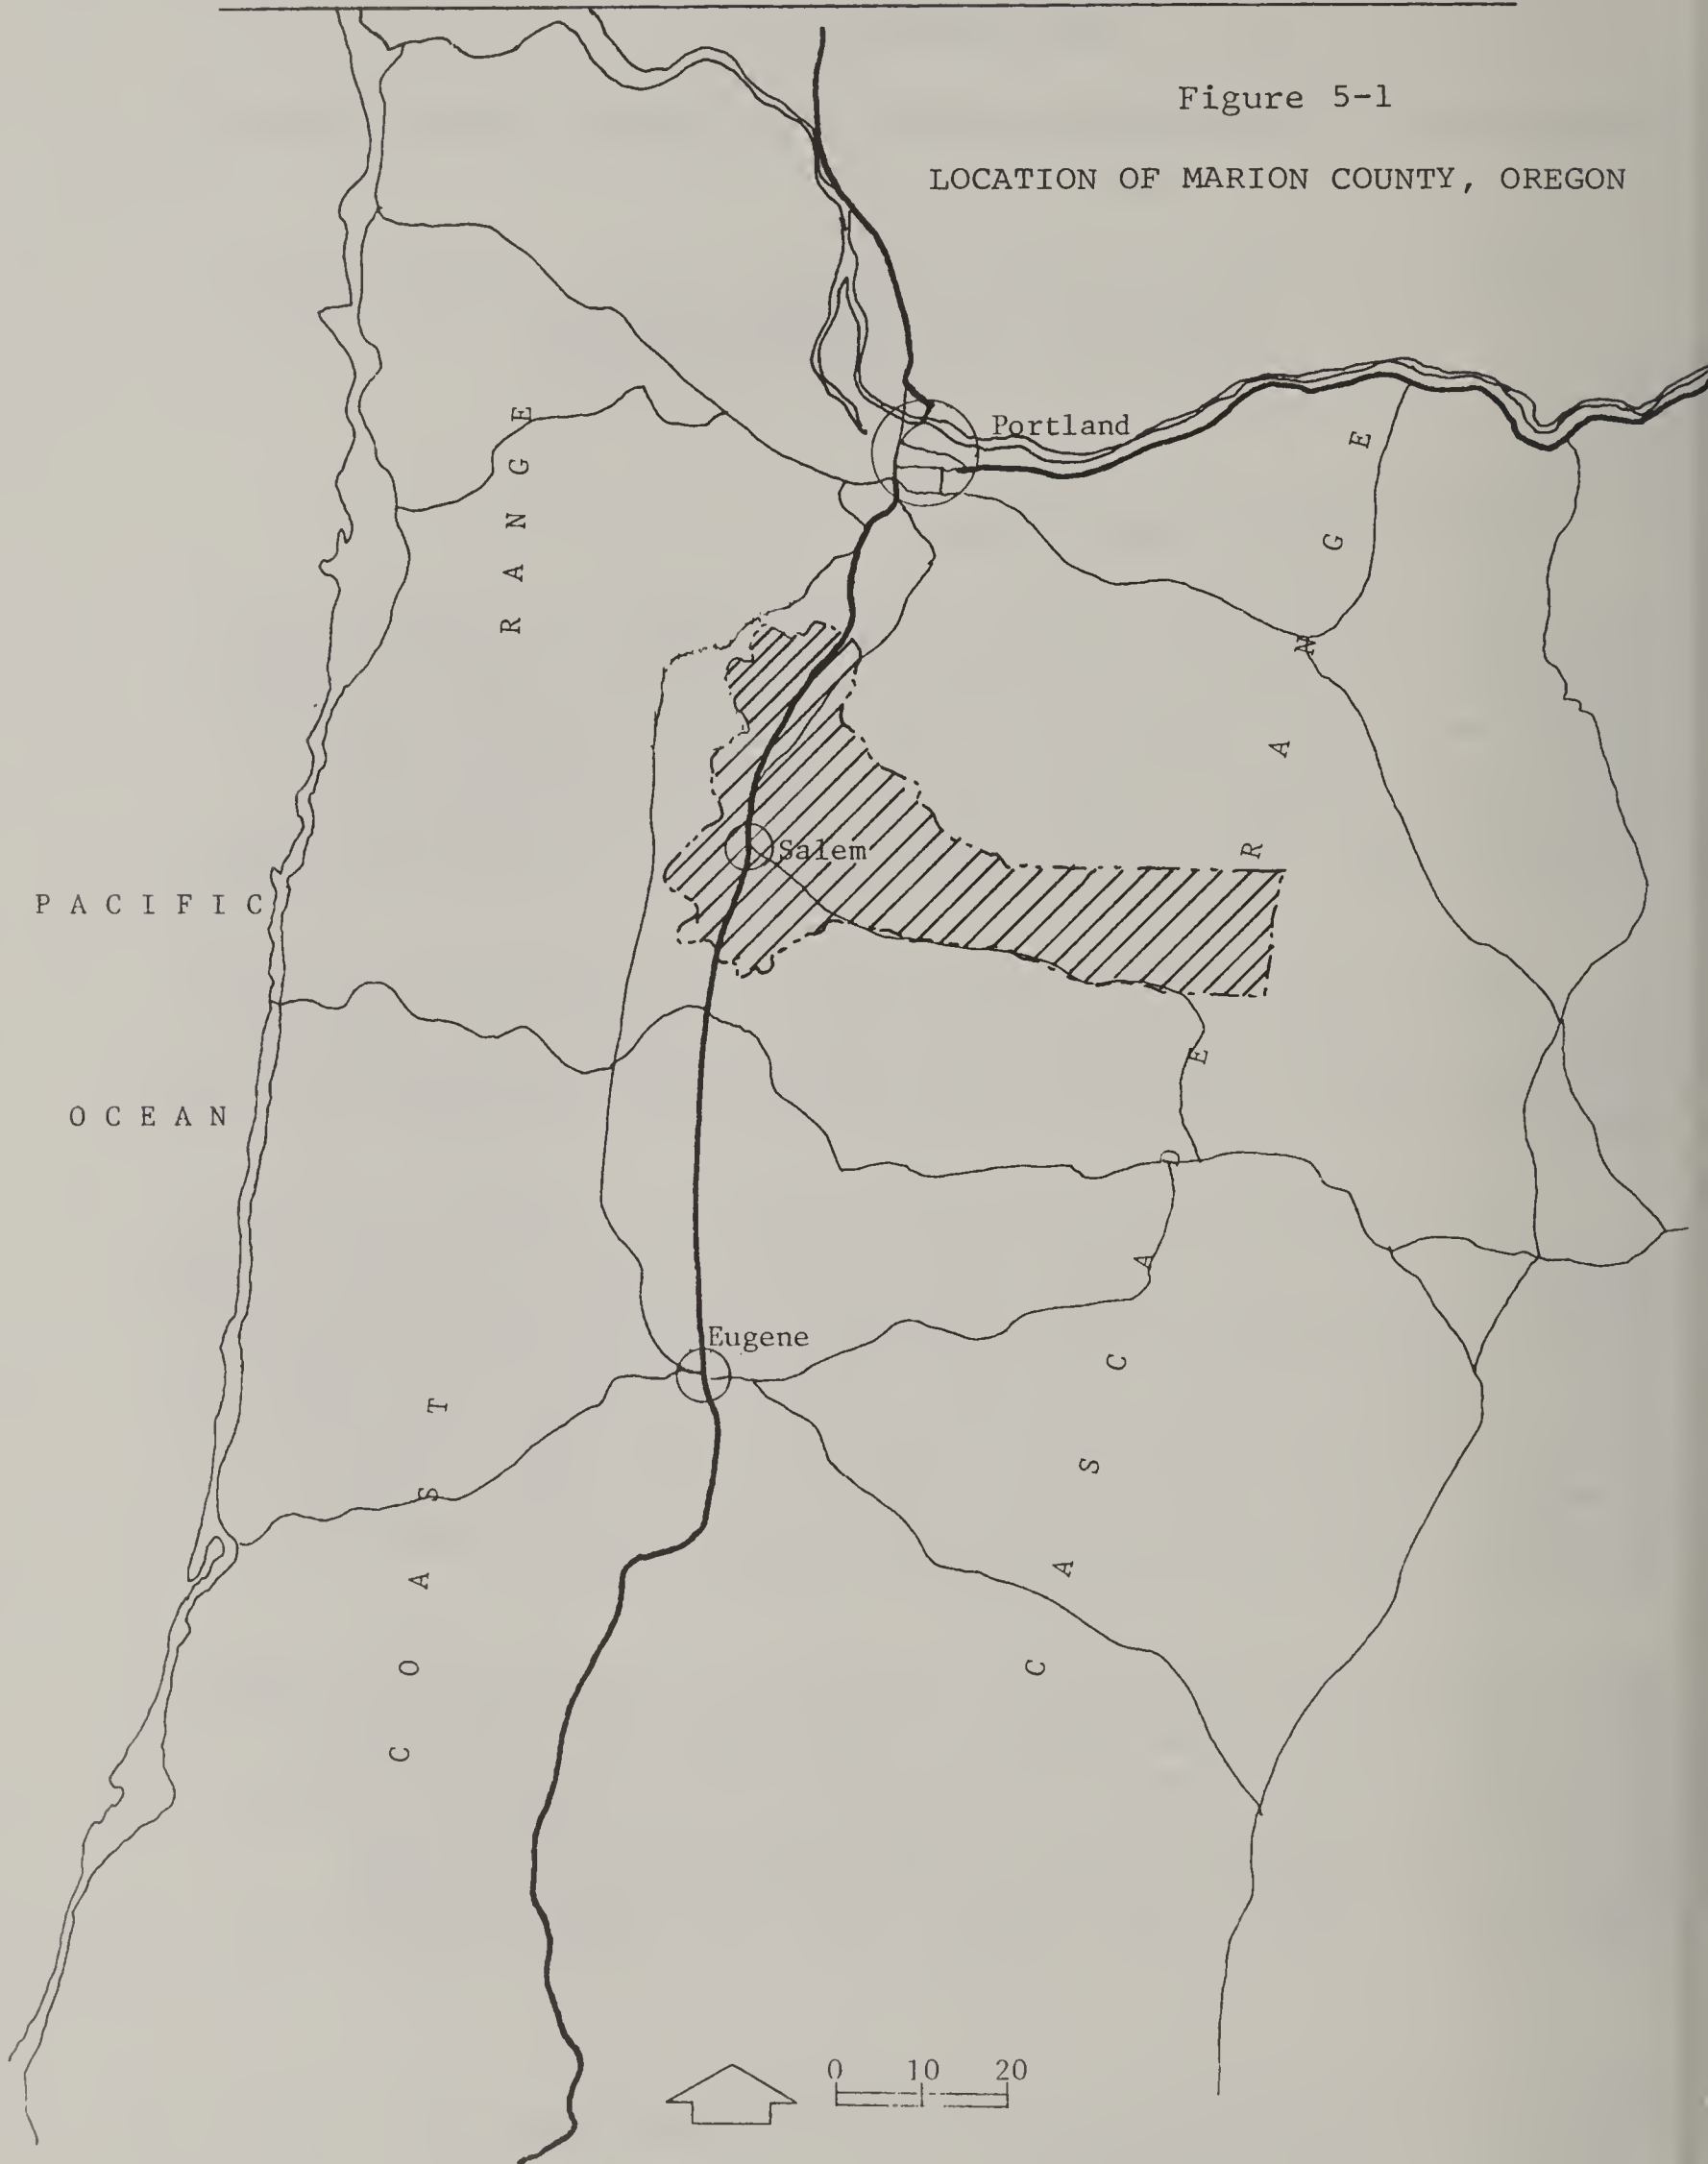 Figure 5-1
LOCATION OF MARION COUNTY, OREGON
Portland
COAST RANGE
CASCADE RANGE
Salem
PACIFIC
OCEAN
Eugene
0 10 20